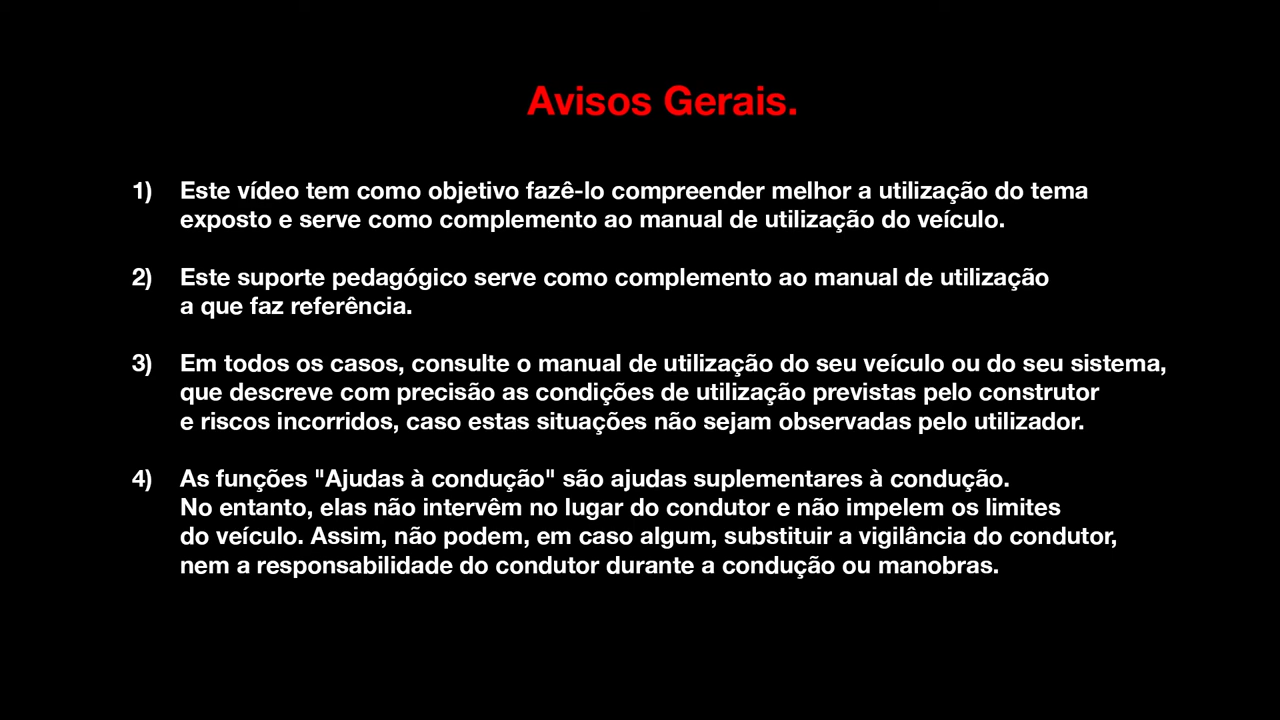 Avisos Gerais.
1) Este vídeo tem como objetivo fazê-lo compreender melhor a utilização do tema
exposto e serve como complemento ao manual de utilização do veículo.
2) Este suporte pedagógico serve como complemento ao manual de utilização
a que faz referência.
3) Em todos os casos, consulte o manual de utilização do seu veículo ou do seu sistema,
que descreve com precisão as condições de utilização previstas pelo construtor
e riscos incorridos, caso estas situações não sejam observadas pelo utilizador.
4) As funções "Ajudas à condução" são ajudas suplementares à condução.
No entanto, elas não intervêm no lugar do condutor e não impelem os limites
do veículo. Assim, não podem, em caso algum, substituir a vigilância do condutor,
nem a responsabilidade do condutor durante a condução ou manobras.